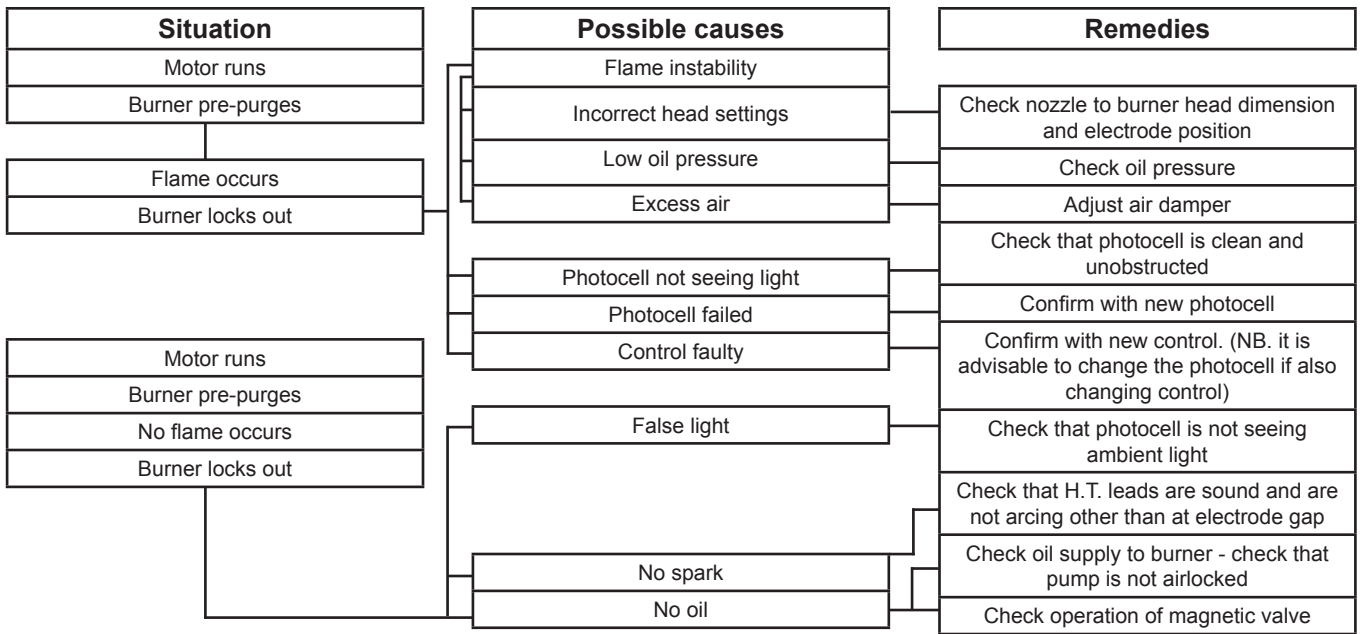 Situation
Motor runs
Burner pre-purges
Flame occurs
Burner locks out
Motor runs
Burner pre-purges
No flame occurs
Burner locks out
Possible causes
Flame instability
Incorrect head settings
Low oil pressure
Excess air
Photocell not seeing light
Photocell failed
Control faulty
False light
No spark
No oil
Remedies
Check nozzle to burner head dimension
and electrode position
Check oil pressure
Adjust air damper
Check that photocell is clean and
unobstructed
Confirm with new photocell
Confirm with new control. (NB. it is
advisable to change the photocell if also
changing control)
Check that photocell is not seeing
ambient light
Check that H.T. leads are sound and are
not arcing other than at electrode gap
Check oil supply to burner - check that
pump is not airlocked
Check operation of magnetic valve